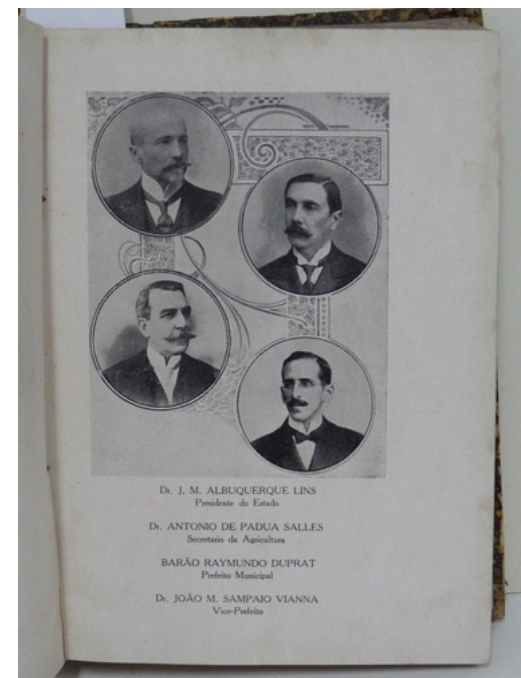 Dr. J. M. ALBUQUERQUE LINS
Presidente do Estado
Dr. ANTONIO DE PADUA SALLES
Secretario da Agricultura
BARÃO RAYMUNDO DUPRAT
Prefeito Municipal
Dr. JOÃO M. SAMPAIO VIANNA
Vice-Prefeito